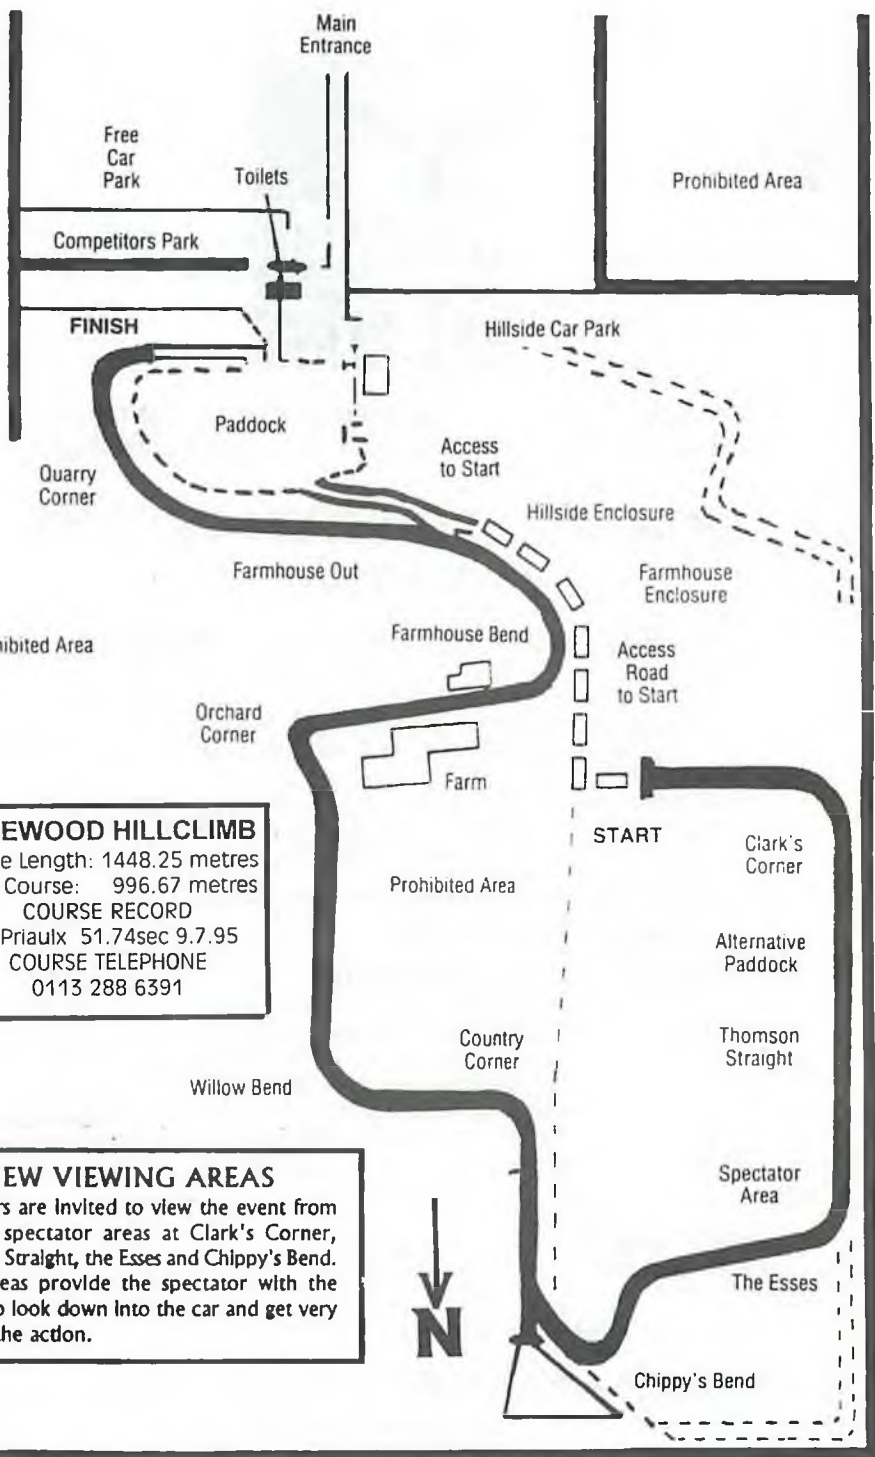 Main
Entrance
Free
Car
Park
Toilets
Prohibited Area
Competitors Park
FINISH
Hillside Car Park
Paddock
Access
to Start
Quarry
Corner
Hillside Enclosure
Farmhouse Out
Farmhouse
Enclosure
hibited Area
Farmhouse Bend
Access
Road
to Start
Orchard
Corner
Farm
START
EWOOD HILLCLIMB
e Length: 1448.25 metres
Course: 996.67 metres
COURSE RECORD
Priaulx 51.74sec 9.7.95
COURSE TELEPHONE
0113 288 6391
Clark's
Corner
Prohibited Area
Alternative
Paddock
Country
Corner
Thomson
Straight
Willow Bend
EW VIEWING AREAS
rs are invited to view the event from
spectator areas at Clark's Corner,
Straight, the Esses and Chippy's Bend.
eas provide the spectator with the
o look down into the car and get very
the action.
Spectator
Area
The Esses
N
Chippy's Bend